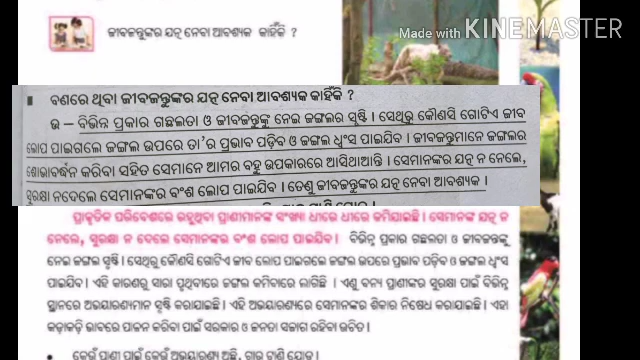 ଜୀବଜନ୍ତୁଙ୍କର ଯତ୍ନ ନେବା ଆବଶ୍ୟକ କାହିଁକି ?
Made with KINEMASTER
ବଣରେ ଥିବା ଜୀବଜନ୍ତୁଙ୍କର ଯତ୍ନ ନେବା ଆବଶ୍ୟକ କାହିଁକି ?
ଉ – ବିଭିନ୍ନ ପ୍ରକାର ଗଛଲତା ଓ ଜୀବଜନ୍ତୁଙ୍କୁ ନେଇ ଜଙ୍ଗଲର ସୃଷ୍ଟି । ସେଥିରୁ କୌଣସି ଗୋଟିଏ ଜୀବ
ଲୋପ ପାଇଗଲେ ଜଙ୍ଗଲ ଉପରେ ତା'ର ପ୍ରଭାବ ପଡ଼ିବ ଓ ଜଙ୍ଗଲ ଧ୍ୱଂସ ପାଇଯିବ । ଜୀବଜନ୍ତୁମାନେ ଜଙ୍ଗଲର
ଶୋଭାବର୍ଦ୍ଧନ କରିବା ସହିତ ସେମାନେ ଆମର ବହୁ ଉପକାରରେ ଆସିଥାଆନ୍ତି । ସେମାନଙ୍କର ଯତ୍ନ ନ ନେଲେ,
ସୁରକ୍ଷା ନଦେଲେ ସେମାନଙ୍କର ବଂଶ ଲୋପ ପାଇଯିବ । ତେଣୁ ଜୀବଜନ୍ତୁଙ୍କର ଯତ୍ନ ନେବା ଆବଶ୍ୟକ ।
ପ୍ରାକୃତିକ ପରିବେଶରେ ରହୁଥିବା ପ୍ରାଣୀମାନଙ୍କ ସଂଖ୍ୟା ଧୀରେ ଧୀରେ କମିଯାଇଛି । ସେମାନଙ୍କ ଯତ୍ନ ନ
ନେଲେ, ସୁରକ୍ଷା ନ ଦେଲେ ସେମାନଙ୍କର ବଂଶ ଲୋପ ପାଇଯିବ । ବିଭିନ୍ନ ପ୍ରକାର ଗଛଲତା ଓ ଜୀବଜନ୍ତୁଙ୍କୁ
ନେଇ ଜଙ୍ଗଲ ସୃଷ୍ଟି । ସେଥିରୁ କୌଣସି ଗୋଟିଏ ଜୀବ ଲୋପ ପାଇଗଲେ ଜଙ୍ଗଲ ଉପରେ ପ୍ରଭାବ ପଡ଼ିବ ଓ ଜଙ୍ଗଲ ଧ୍ୱଂସ
ପାଇଯିବ । ଏହି କାରଣରୁ ସାରା ପୃଥିବୀରେ ଜଙ୍ଗଲ କମିବାରେ ଲାଗିଛି । ଏଣୁ ବନ୍ୟ ପ୍ରାଣୀଙ୍କର ସୁରକ୍ଷା ପାଇଁ ବିଭିନ୍ନ
ସ୍ଥାନରେ ଅଭୟାରଣ୍ୟମାନ ସୃଷ୍ଟି କରାଯାଇଛି । ଏହି ଅଭୟାରଣ୍ୟରେ ସେମାନଙ୍କର ଶିକାର ନିଷେଧ କରାଯାଇଛି । ଏହା
କଡ଼ାକଡ଼ି ଭାବରେ ପାଳନ କରିବା ପାଇଁ ସରକାର ଓ ଜନତା ସଜାଗ ରହିବା ଉଚିତ ।
• କେଉଁ ପ୍ରାଣୀ ପାଇଁ କେଉଁ ଅଭୟାରଣ୍ୟ ଅଛି, ଗାର ଟାଣି ଯୋଡ ।